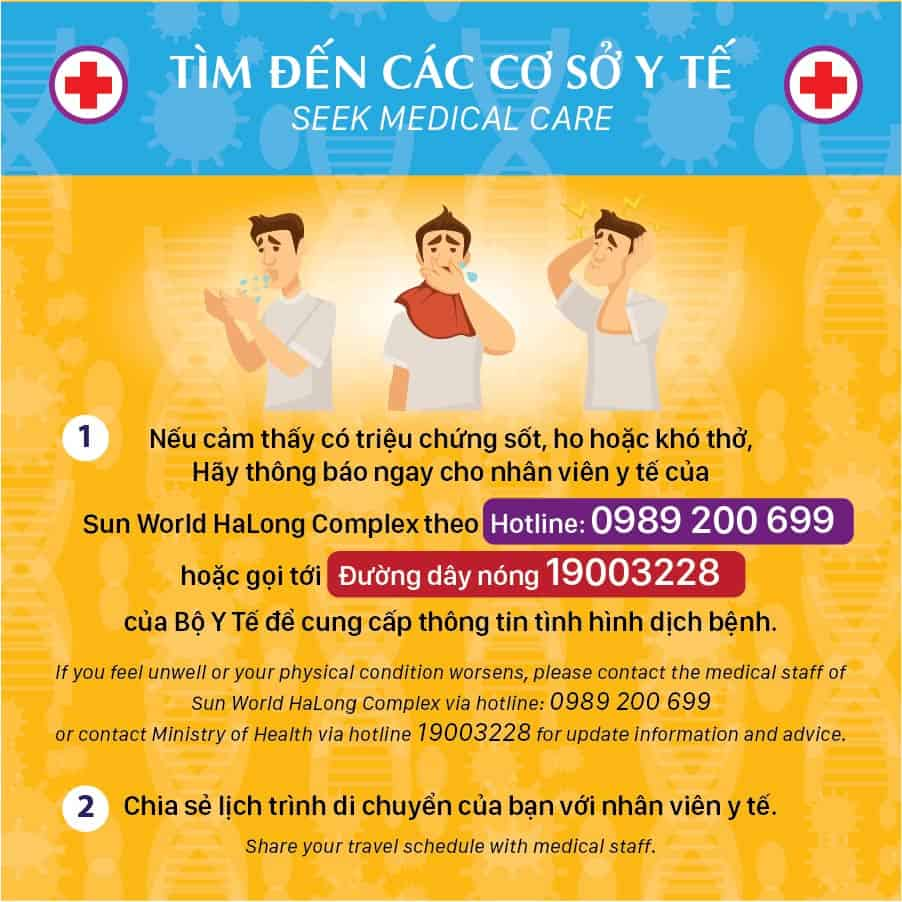 TÌM ĐẾN CÁC CƠ SỞ Y TẾ
SEEK MEDICAL CARE
1 Nếu cảm thấy có triệu chứng sốt, ho hoặc khó thở,
Hãy thông báo ngay cho nhân viên y tế của
Sun World HaLong Complex theo Hotline: 0989 200 699
hoặc gọi tới Đường dây nóng 19003228
của Bộ Y Tế để cung cấp thông tin tình hình dịch bệnh.
If you feel unwell or your physical condition worsens, please contact the medical staff of
Sun World HaLong Complex via hotline: 0989 200 699
or contact Ministry of Health via hotline 19003228 for update information and advice.
2 Chia sẻ lịch trình di chuyển của bạn với nhân viên y tế.
Share your travel schedule with medical staff.